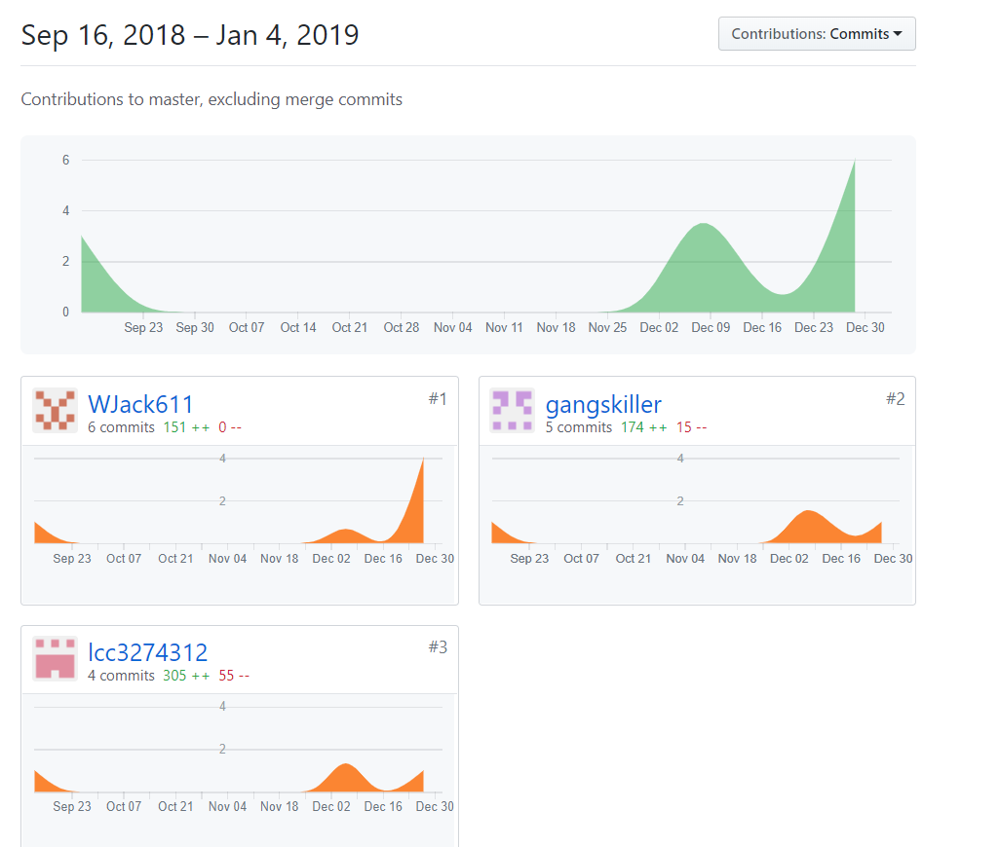 Sep 16, 2018 – Jan 4, 2019
Contributions: Commits
Contributions to master, excluding merge commits
6
4
2
0
Sep 23 Sep 30 Oct 07 Oct 14 Oct 21 Oct 28 Nov 04 Nov 11 Nov 18 Nov 25 Dec 02 Dec 09 Dec 16 Dec 23 Dec 30
WJack611
#1
6 commits 151 ++ 0 --
4
2
Sep 23 Oct 07 Oct 21 Nov 04 Nov 18 Dec 02 Dec 16 Dec 30
gangskiller
#2
5 commits 174 ++ 15 --
4
2
Sep 23 Oct 07 Oct 21 Nov 04 Nov 18 Dec 02 Dec 16 Dec 30
lcc3274312
#3
4 commits 305 ++ 55 --
4
2
Sep 23 Oct 07 Oct 21 Nov 04 Nov 18 Dec 02 Dec 16 Dec 30